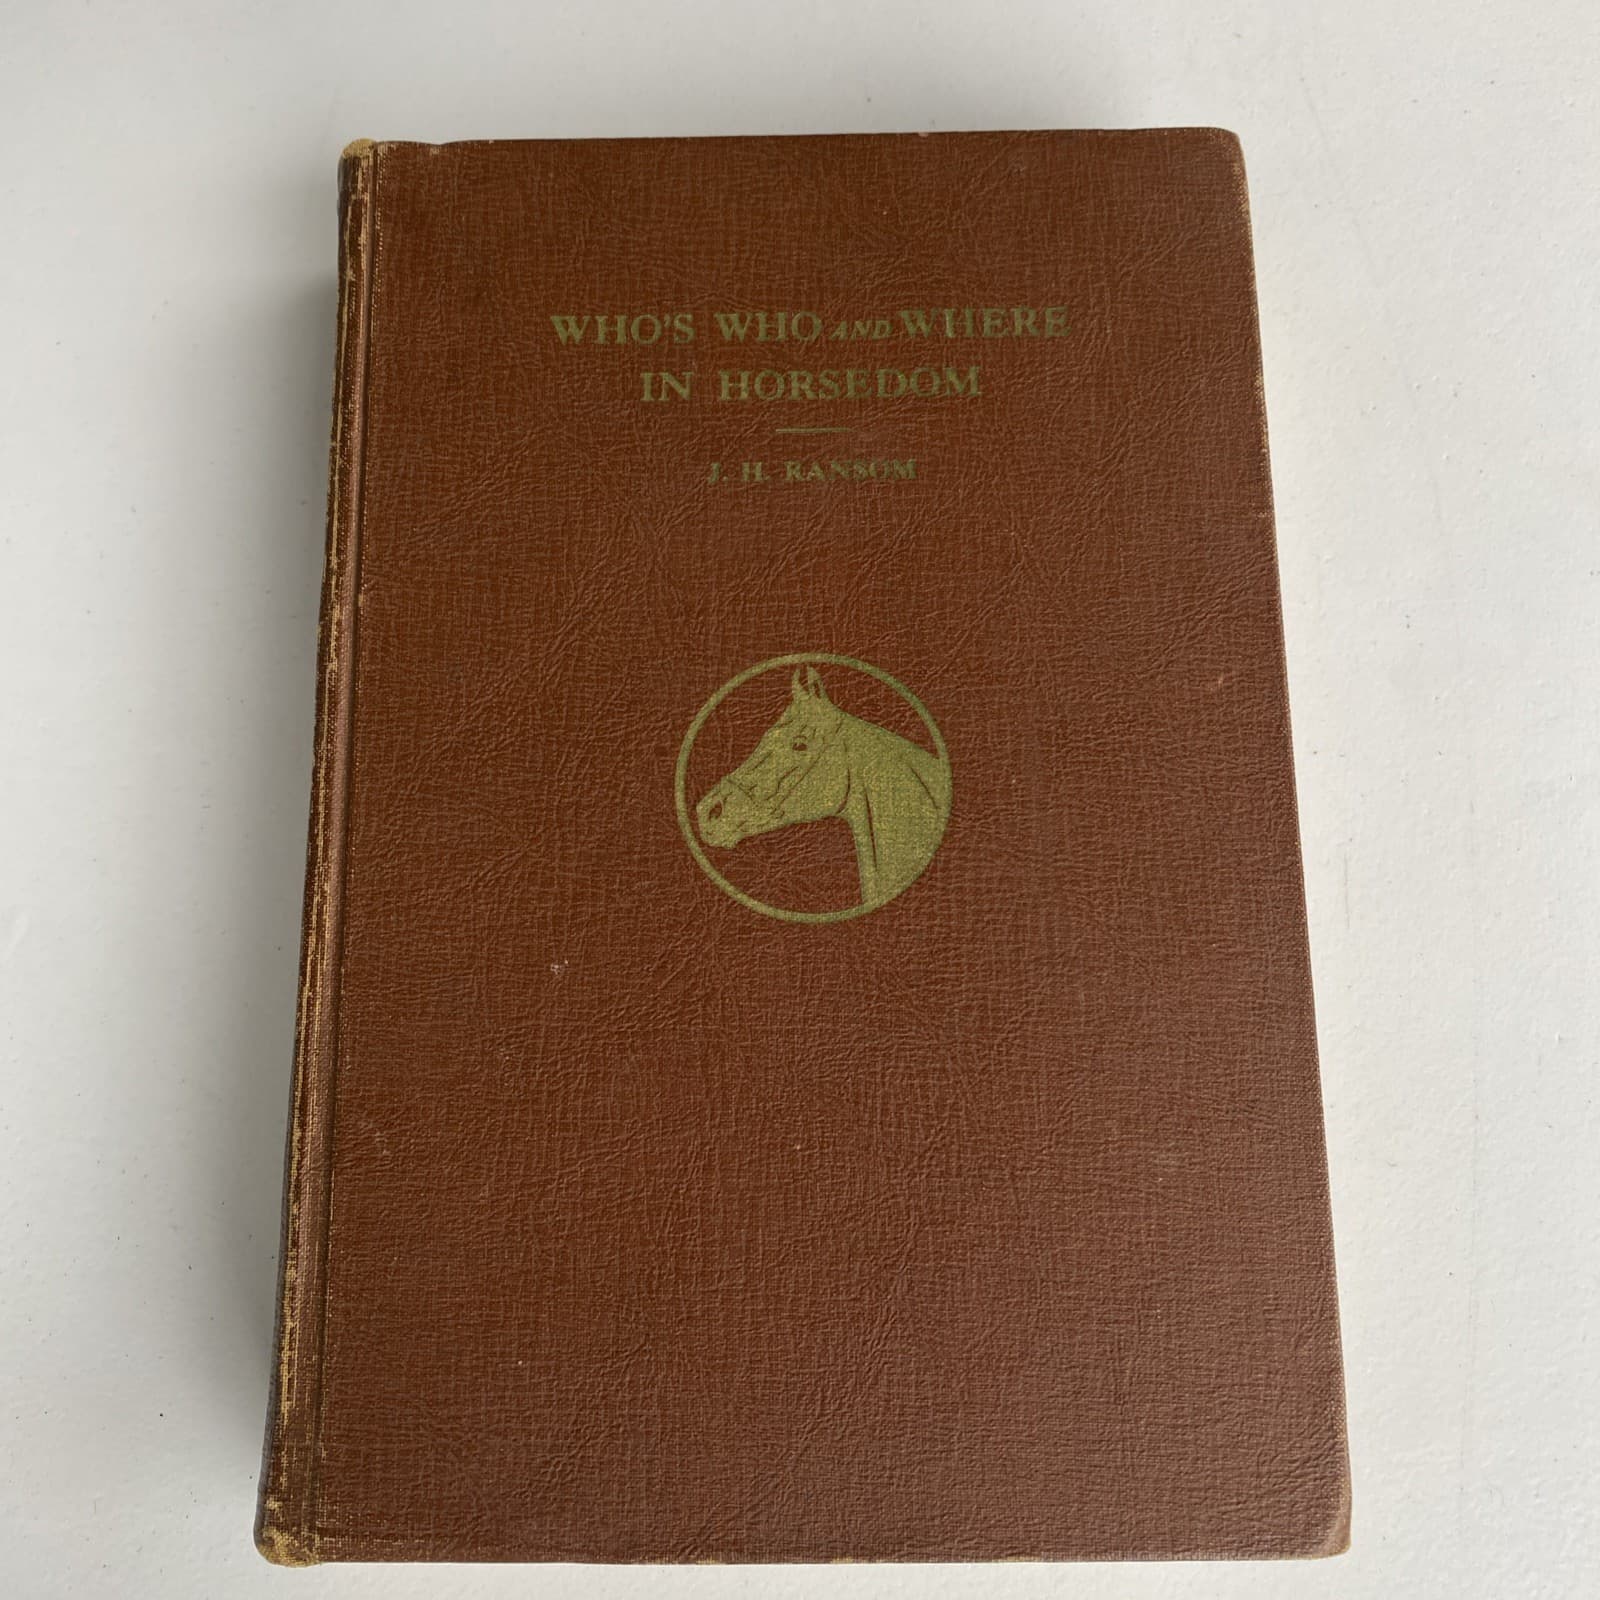 WHO'S WHO AND WHERE
IN HORSEDOM
J. H. RANSOM